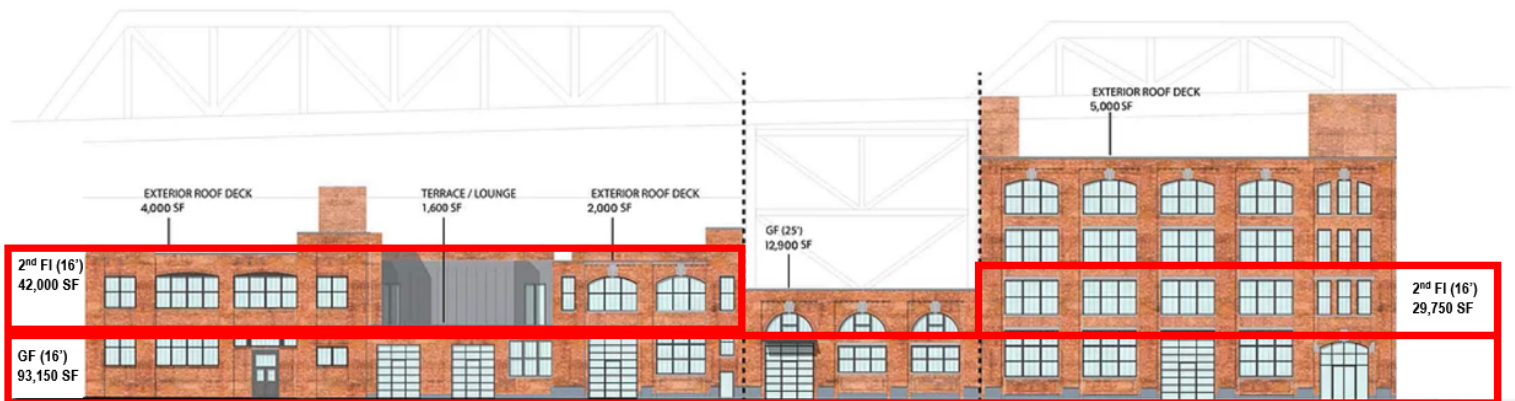 EXTERIOR ROOF DECK
5,000 SF
EXTERIOR ROOF DECK
4,000 SF
TERRACE / LOUNGE
1,600 SF
EXTERIOR ROOF DECK
2,000 SF
GF (25')
12,900 SF
2nd Fl (16')
42,000 SF
2nd Fl (16')
29,750 SF
GF (16')
93,150 SF